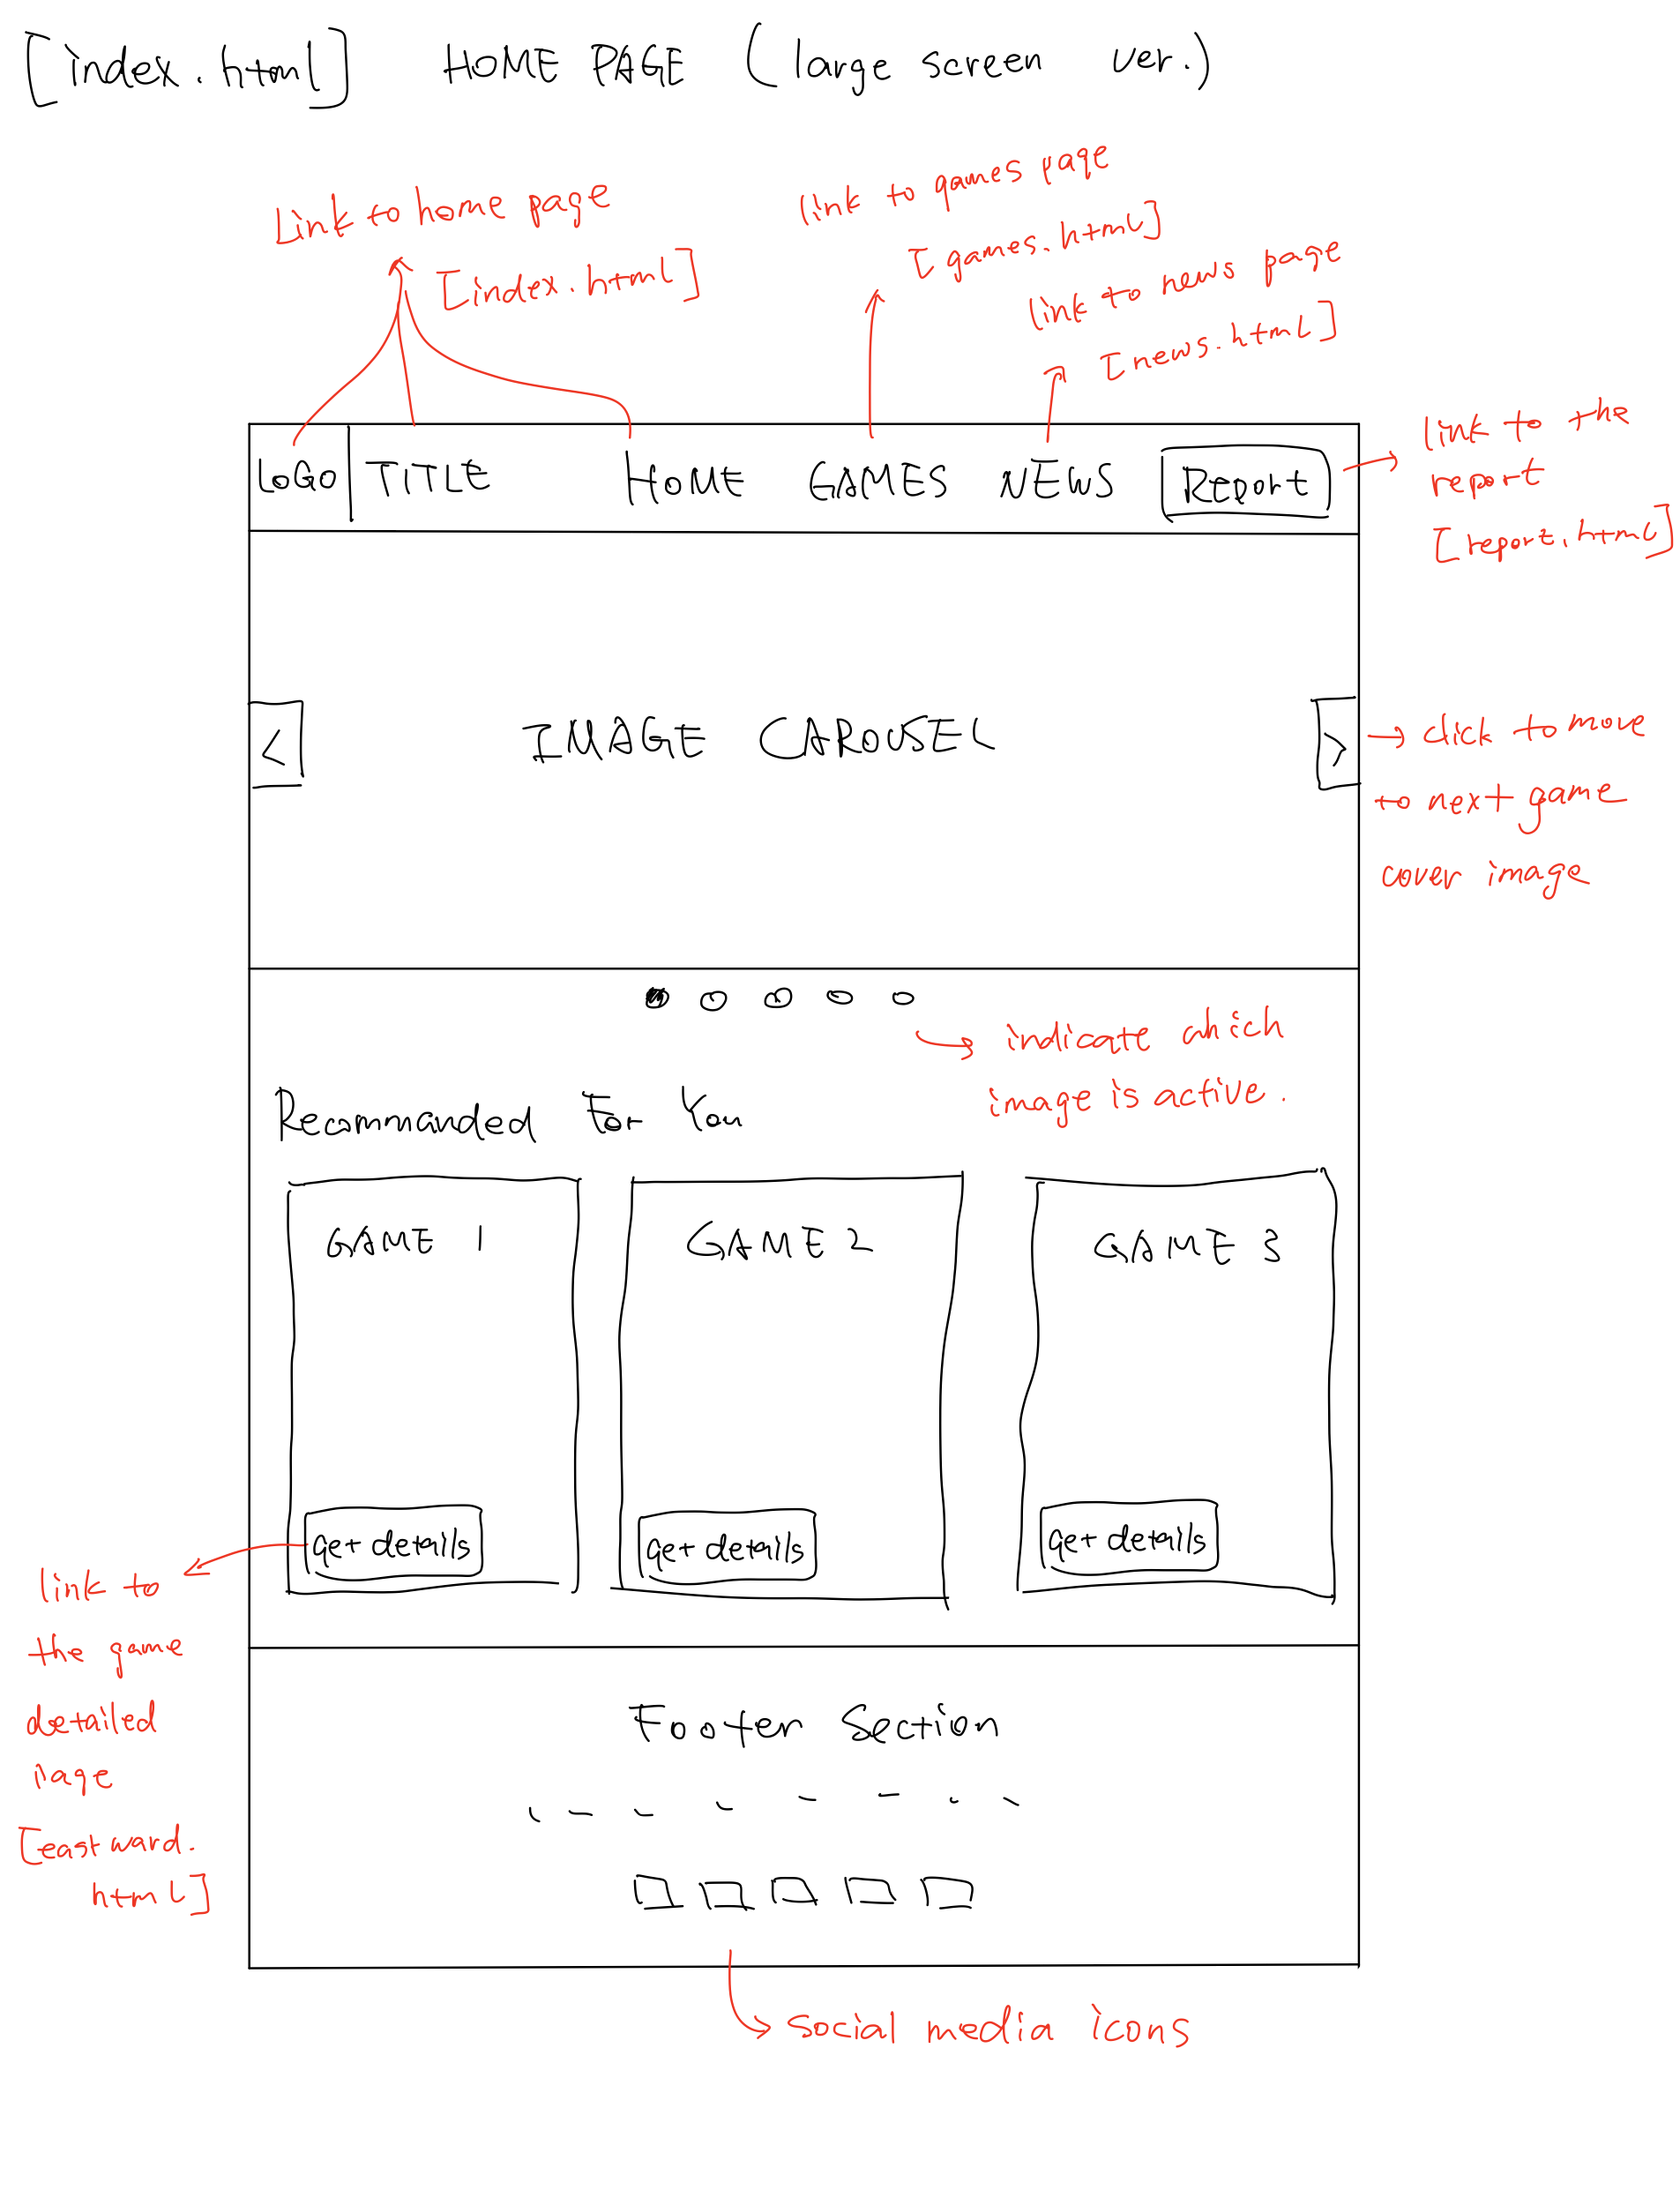 [index.html] HOME PAGE (large screen ver.)
Link to home page
[index.html]
link to games page
[games.html]
link to news page
[news.html]
link to the
report
[report.html]
LOGO TITLE HOME GAMES NEWS Report
< IMAGE CAROUSEL >
click to move
to next game
cover image
indicate which
image is active.
Recommanded For You
GAME 1 GAME 2 GAME 3
get details get details get details
link to
the game
detailed
page
[eastward.
html]
Footer Section
social media icons